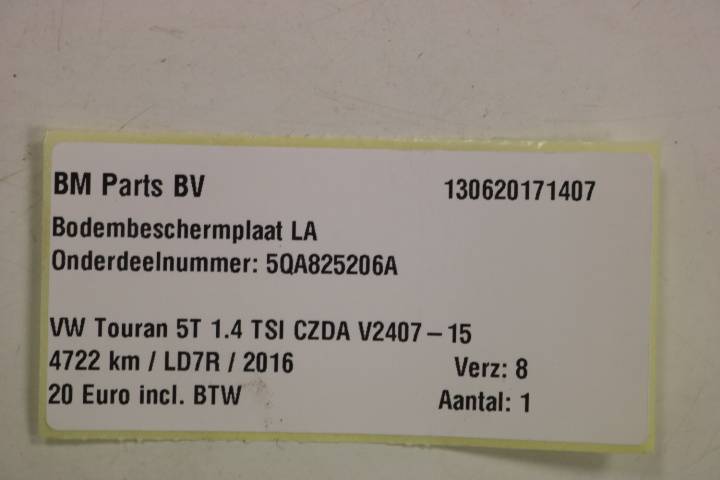 BM Parts BV 130620171407
Bodembeschermplaat LA
Onderdeelnummer: 5QA825206A
VW Touran 5T 1.4 TSI CZDA V2407-15
4722 km / LD7R / 2016 Verz: 8
20 Euro incl. BTW Aantal: 1